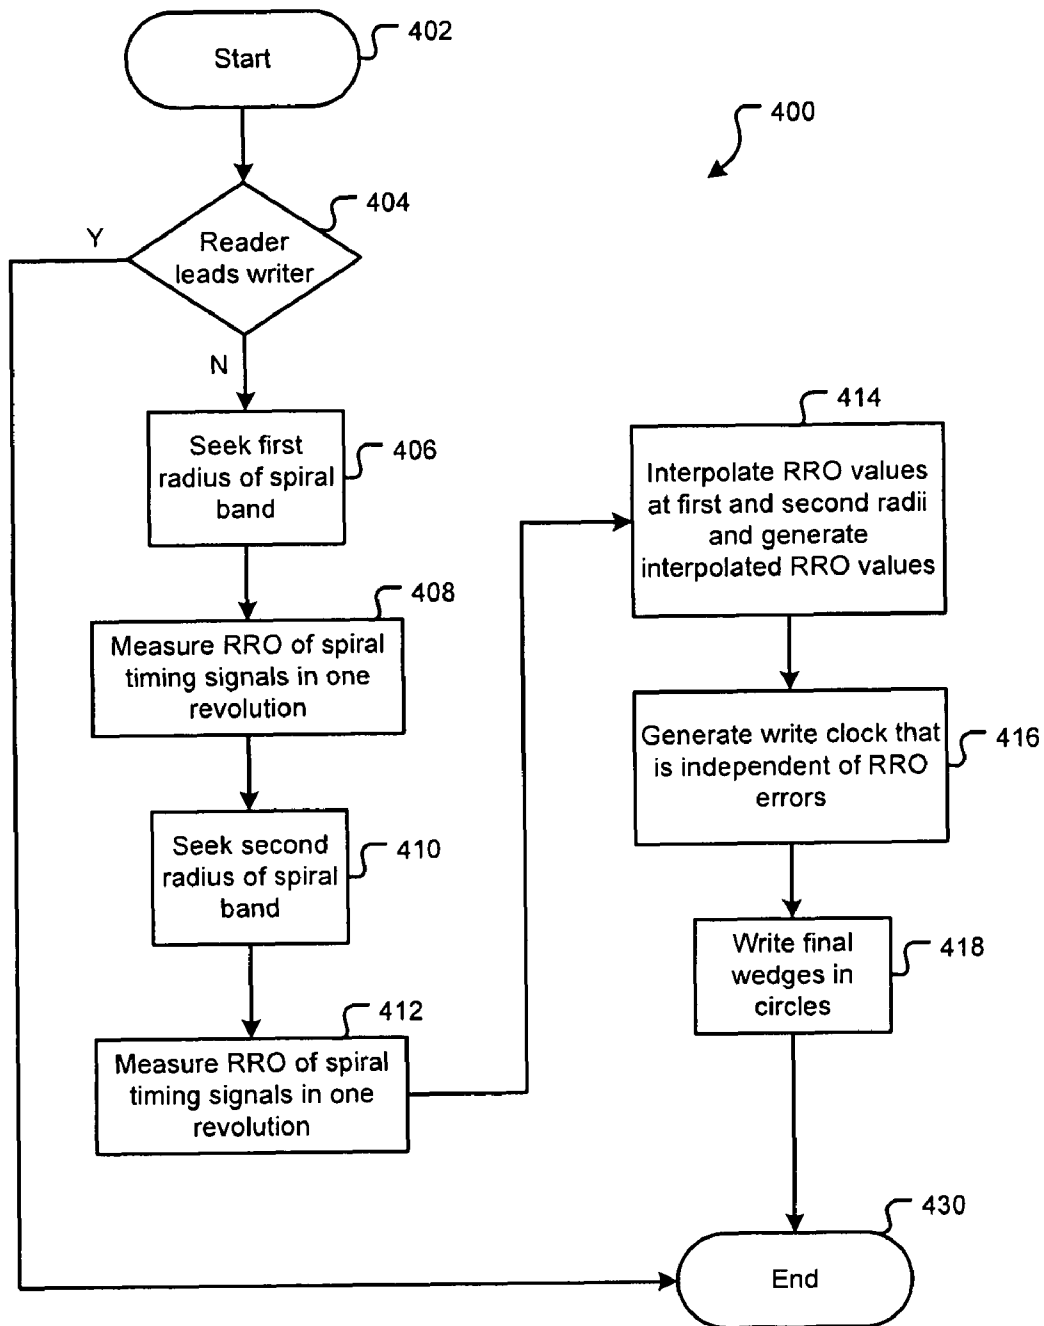 Start
402
400
Reader
leads writer
404
Y
N
Seek first
radius of spiral
band
406
Measure RRO of spiral
timing signals in one
revolution
408
Seek second
radius of spiral
band
410
Measure RRO of spiral
timing signals in one
revolution
412
414
Interpolate RRO values
at first and second radii
and generate
interpolated RRO values
Generate write clock that
is independent of RRO
errors
416
Write final
wedges in
circles
418
430
End